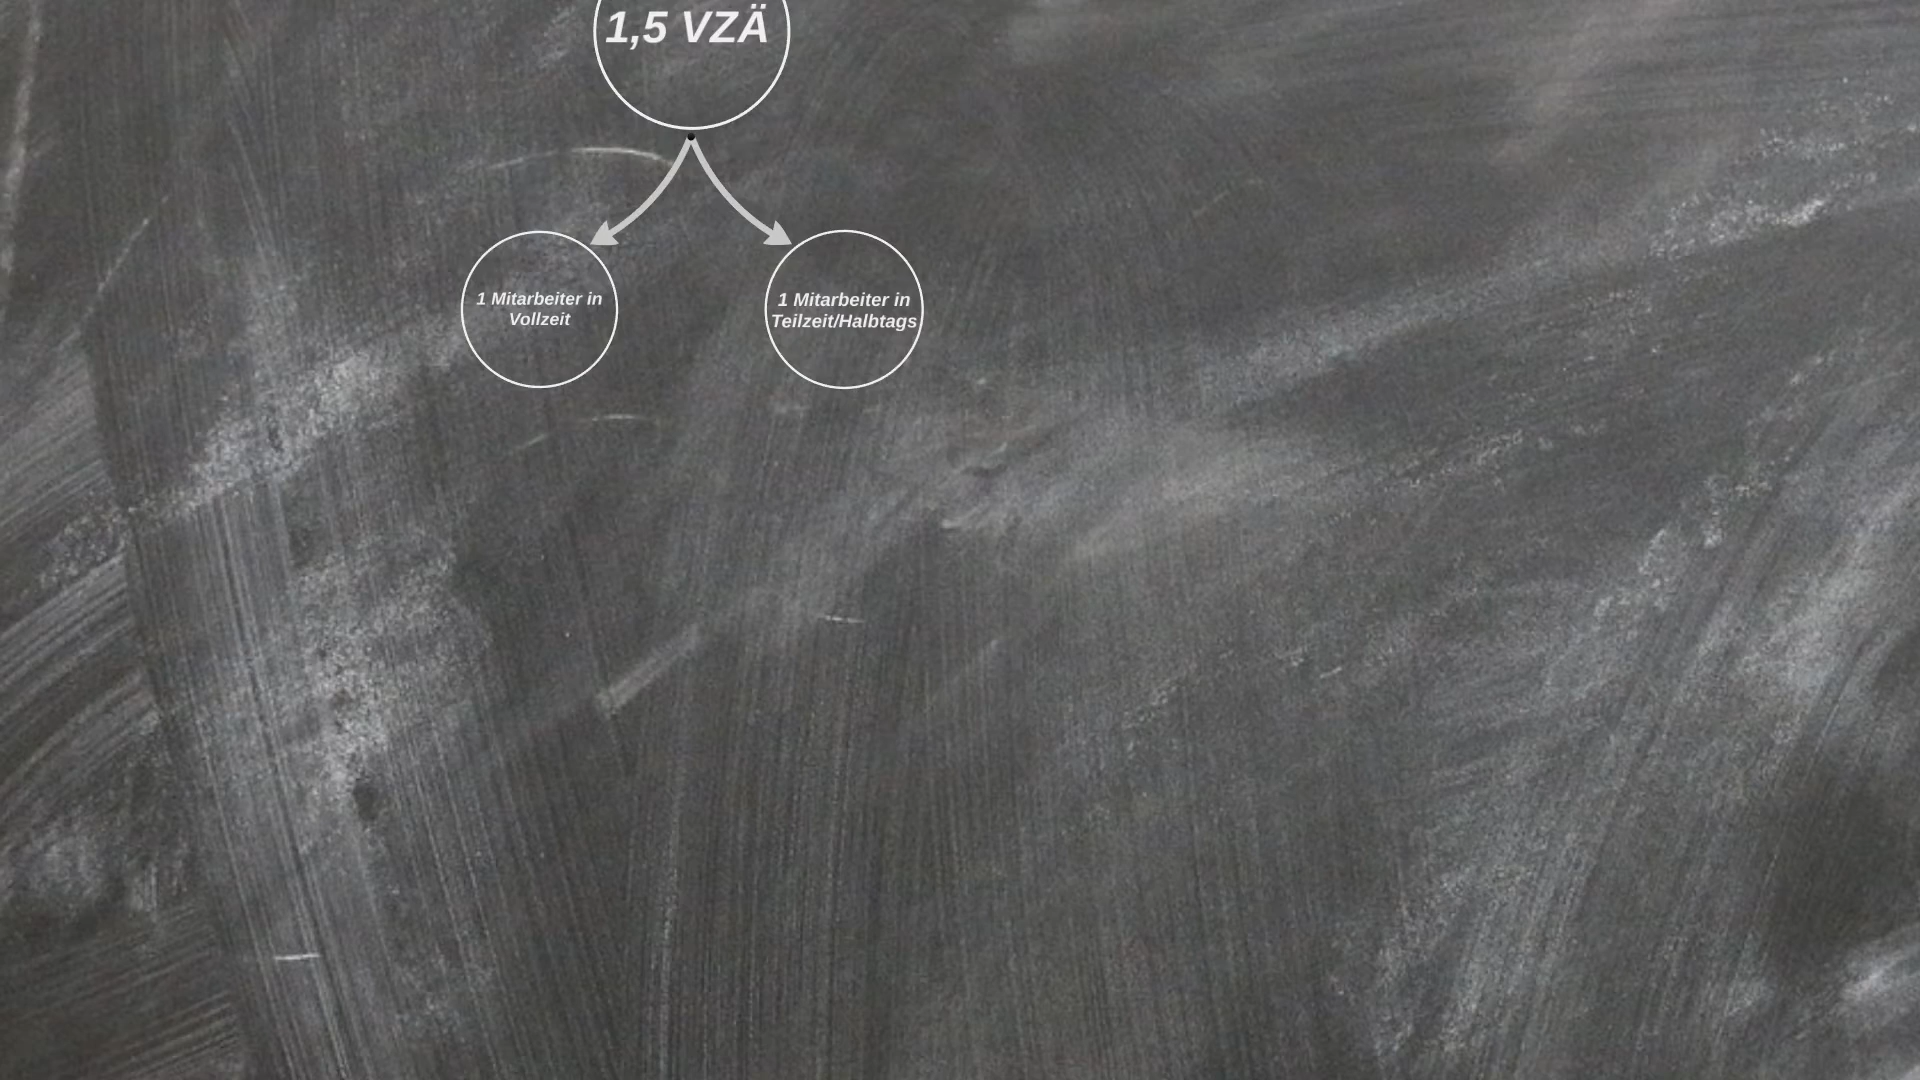 1,5 VZÄ
1 Mitarbeiter in
Vollzeit
1 Mitarbeiter in
Teilzeit/Halbtags